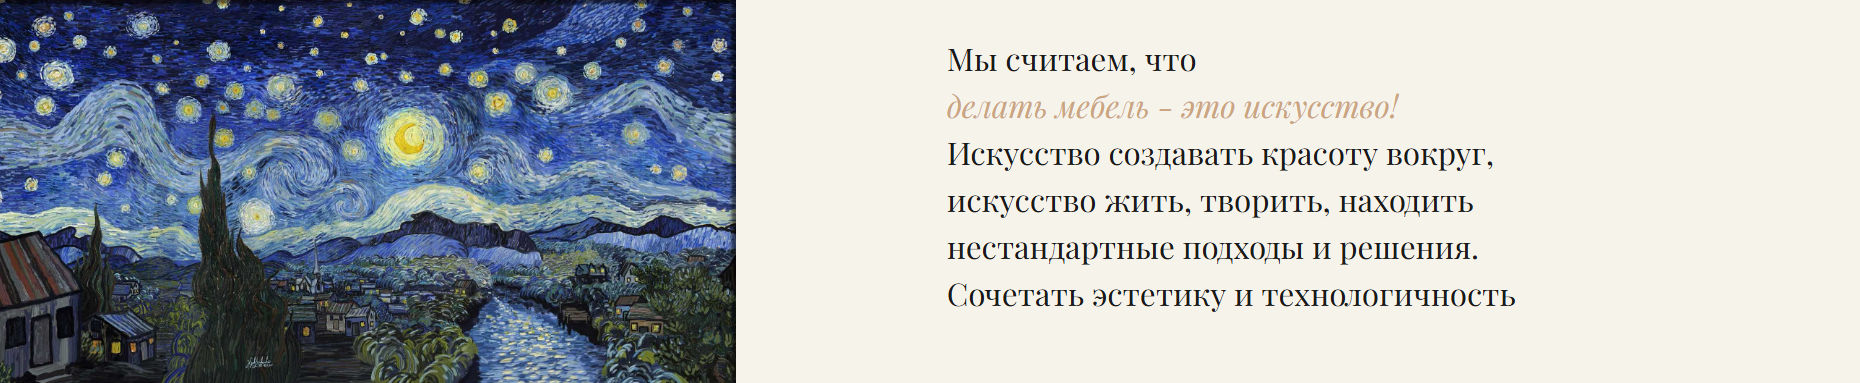 Мы считаем, что
делать мебель - это искусство!
Искусство создавать красоту вокруг,
искусство жить, творить, находить
нестандартные подходы и решения.
Сочетать эстетику и технологичность